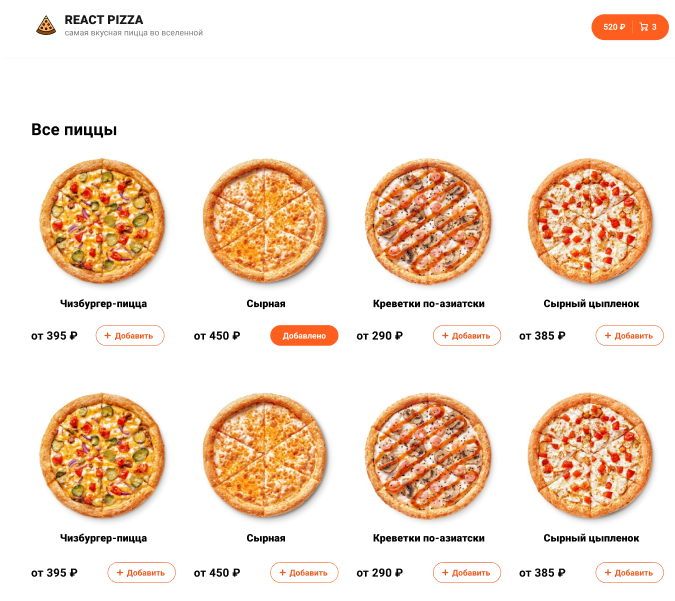 REACT PIZZA
самая вкусная пицца во вселенной
520 ₽ 3
Все пиццы
Чизбургер-пицца
Сырная
Креветки по-азиатски
Сырный цыпленок
от 395 ₽ + Добавить
от 450 ₽ Добавлено
от 290 ₽ + Добавить
от 385 ₽ + Добавить
Чизбургер-пицца
Сырная
Креветки по-азиатски
Сырный цыпленок
от 395 ₽ + Добавить
от 450 ₽ + Добавить
от 290 ₽ + Добавить
от 385 ₽ + Добавить